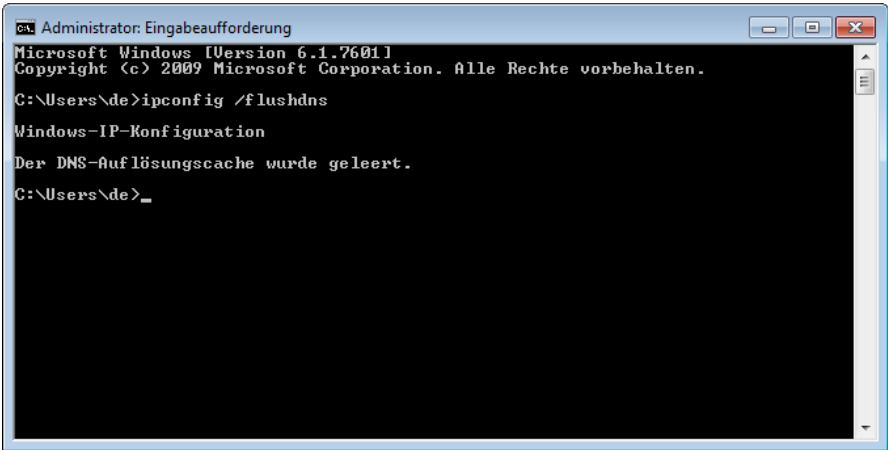 Administrator: Eingabeaufforderung
Microsoft Windows [Version 6.1.7601]
Copyright (c) 2009 Microsoft Corporation. Alle Rechte vorbehalten.
C:\Users\de>ipconfig /flushdns
Windows-IP-Konfiguration
Der DNS-Auflösungscache wurde geleert.
C:\Users\de>_